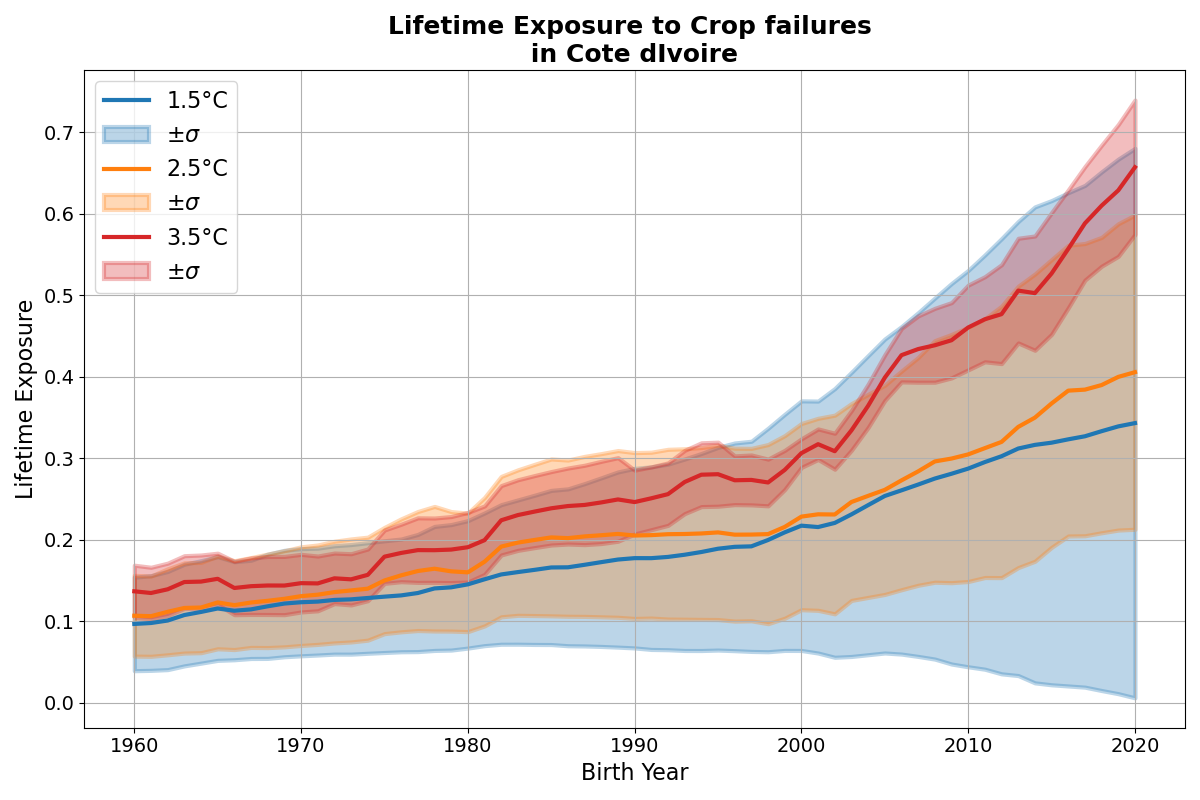 Lifetime Exposure to Crop failures
in Cote dIvoire
1.5°C
±σ
2.5°C
±σ
3.5°C
±σ
Lifetime Exposure
0.7
0.6
0.5
0.4
0.3
0.2
0.1
0.0
1960 1970 1980 1990 2000 2010 2020
Birth Year